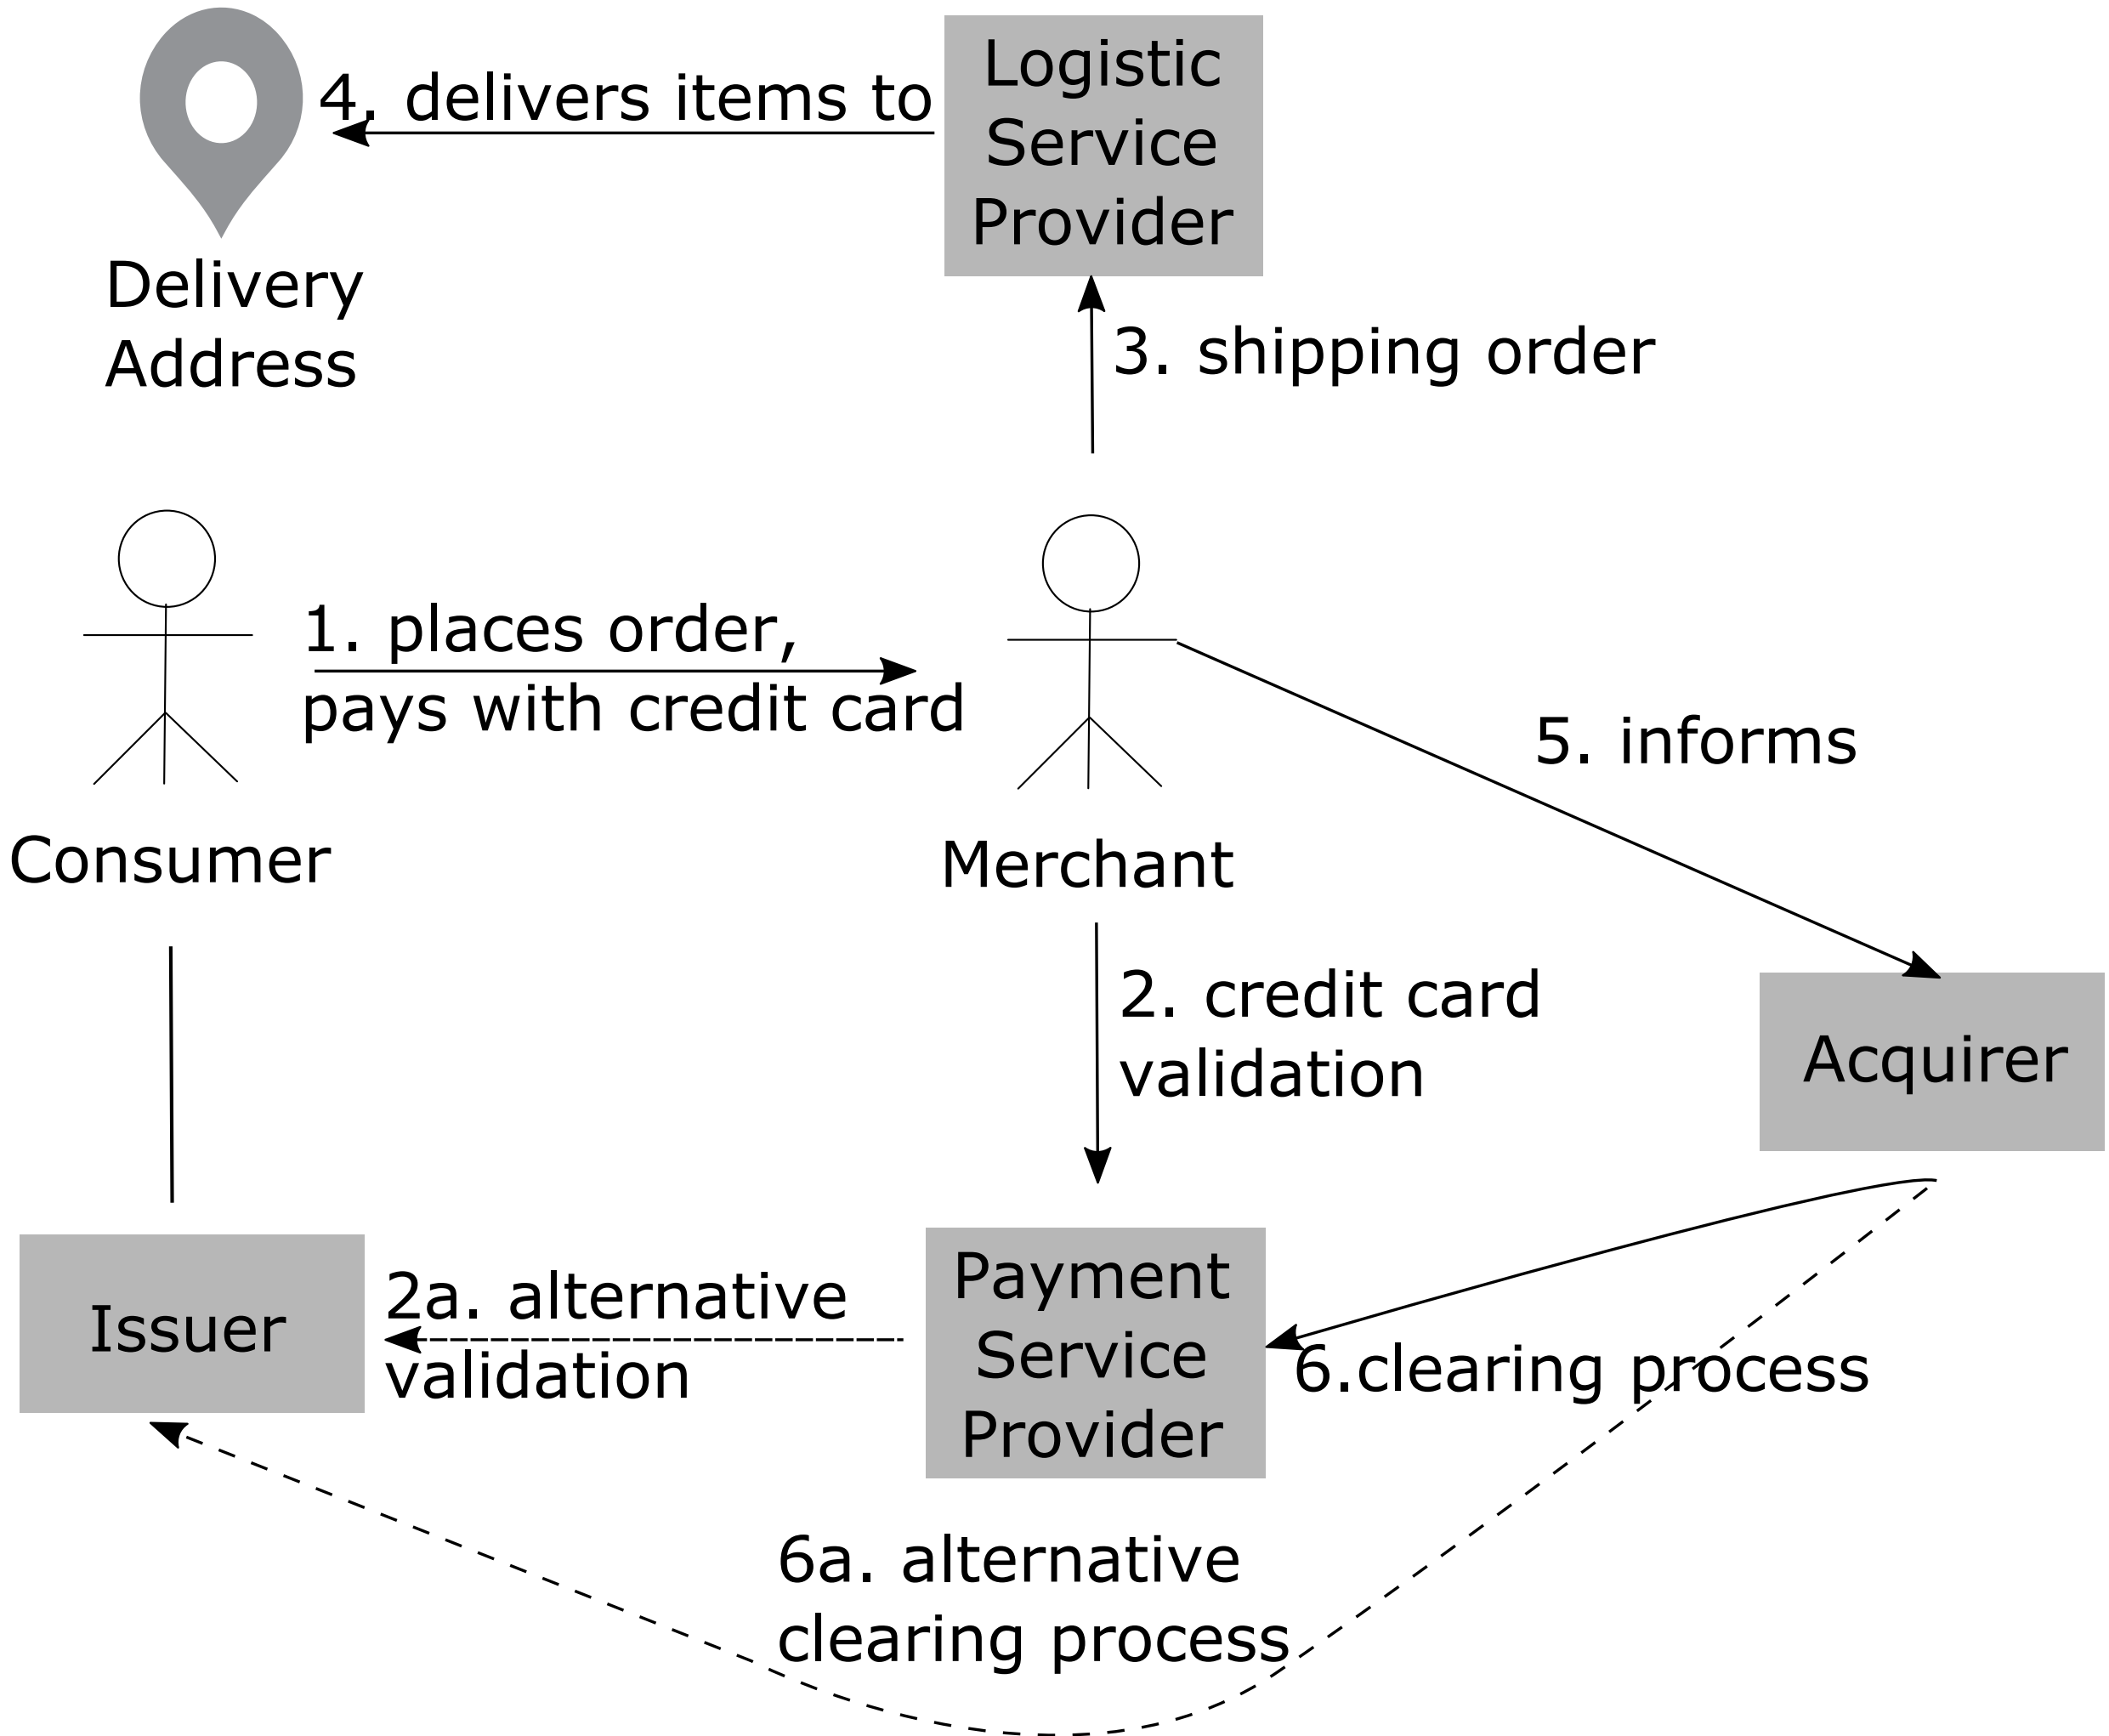 4. delivers items to
Logistic
Service
Provider
Delivery
Address
3. shipping order
1. places order,
pays with credit card
5. informs
Consumer
Merchant
2. credit card
validation
Acquirer
Issuer
2a. alternative
validation
Payment
Service
Provider
6.clearing process
6a. alternative
clearing process